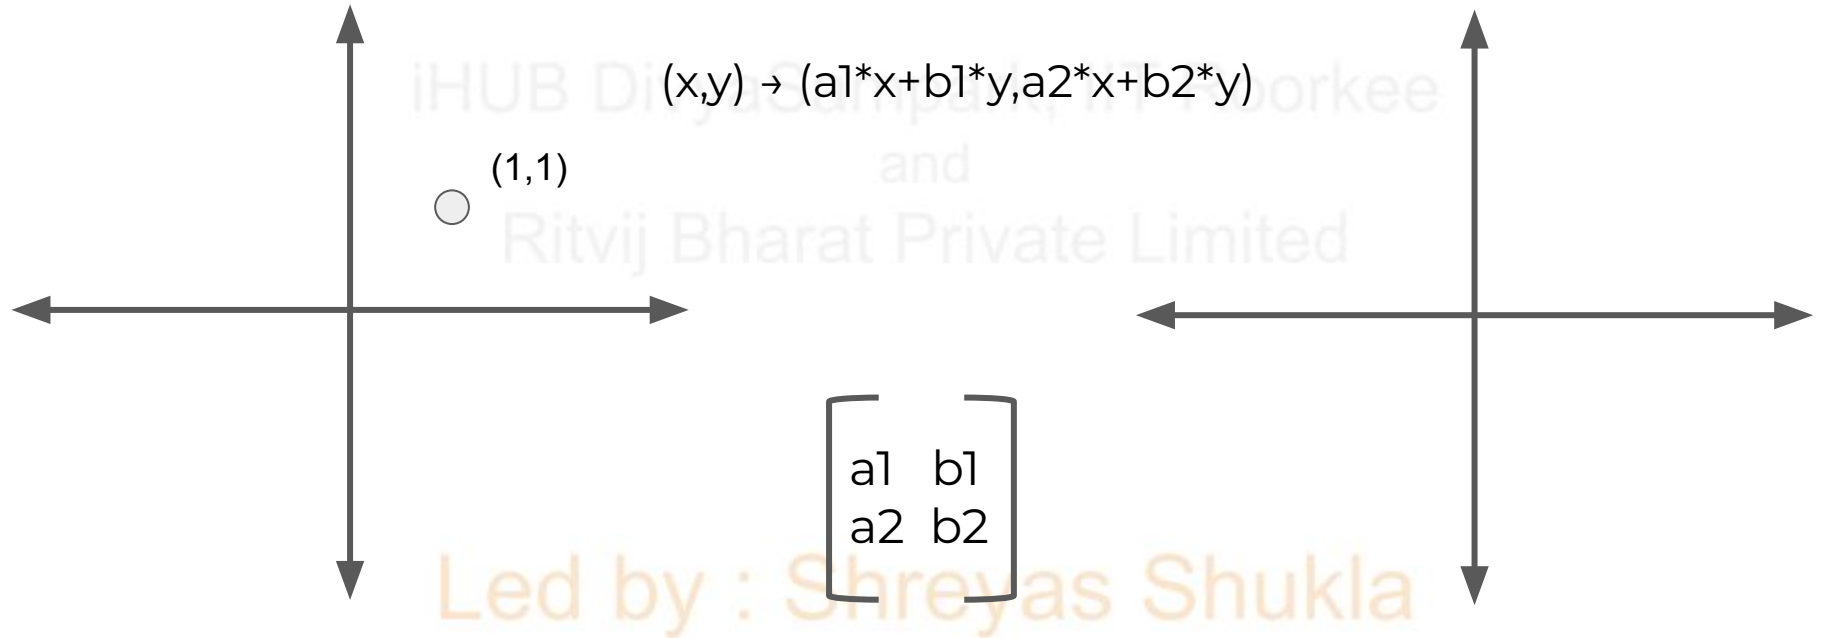 (x,y) → (a1*x+b1*y,a2*x+b2*y)
iHUB DivyaSampark, IIT Roorkee
(1,1)
and
Ritvij Bharat Private Limited
a1 b1
a2 b2
Led by : Shreyas Shukla